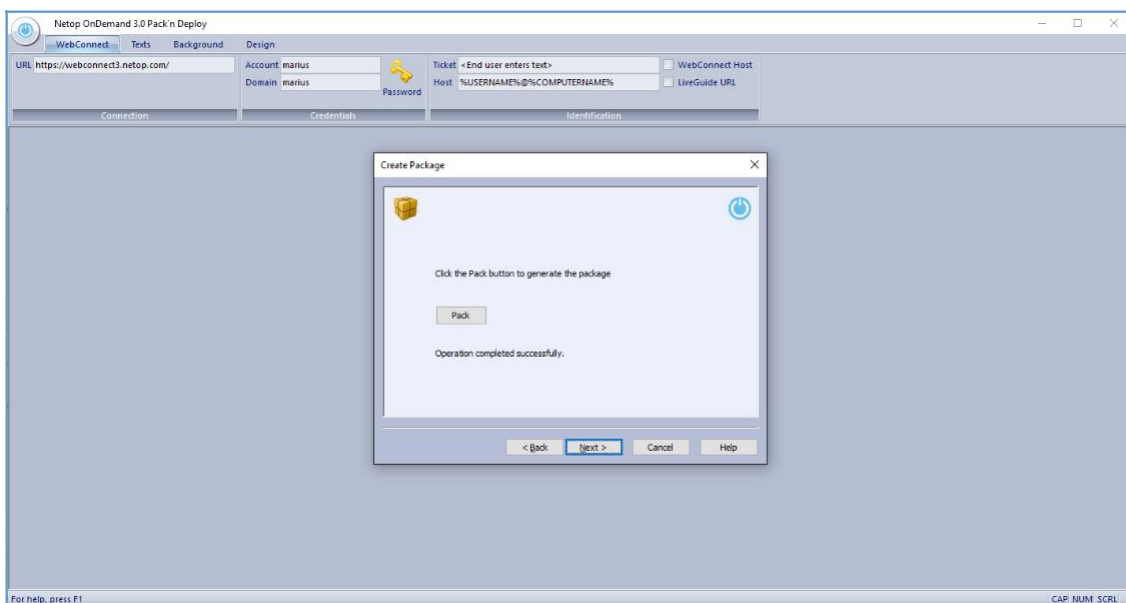 Netop OnDemand 3.0 Pack'n Deploy
WebConnect Texts Background Design
URL https://webconnect3.netop.com/ Account marius Ticket <End user enters text> WebConnect Host
Domain marius Password Host %USERNAME%@%COMPUTERNAME% LiveGuide URL
Connection Credentials Identification
Create Package
Click the Pack button to generate the package
Pack
Operation completed successfully.
< Back Next > Cancel Help
For help, press F1 CAP NUM SCRL